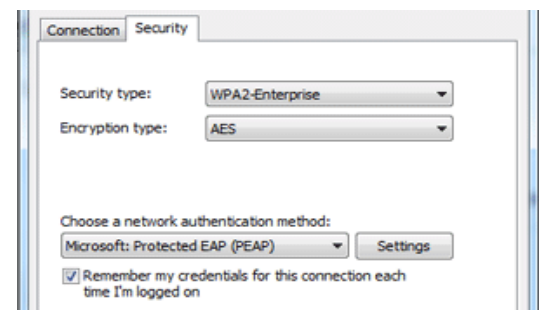 Connection Security
Security type: WPA2-Enterprise
Encryption type: AES
Choose a network authentication method:
Microsoft: Protected EAP (PEAP) Settings
Remember my credentials for this connection each
time I'm logged on